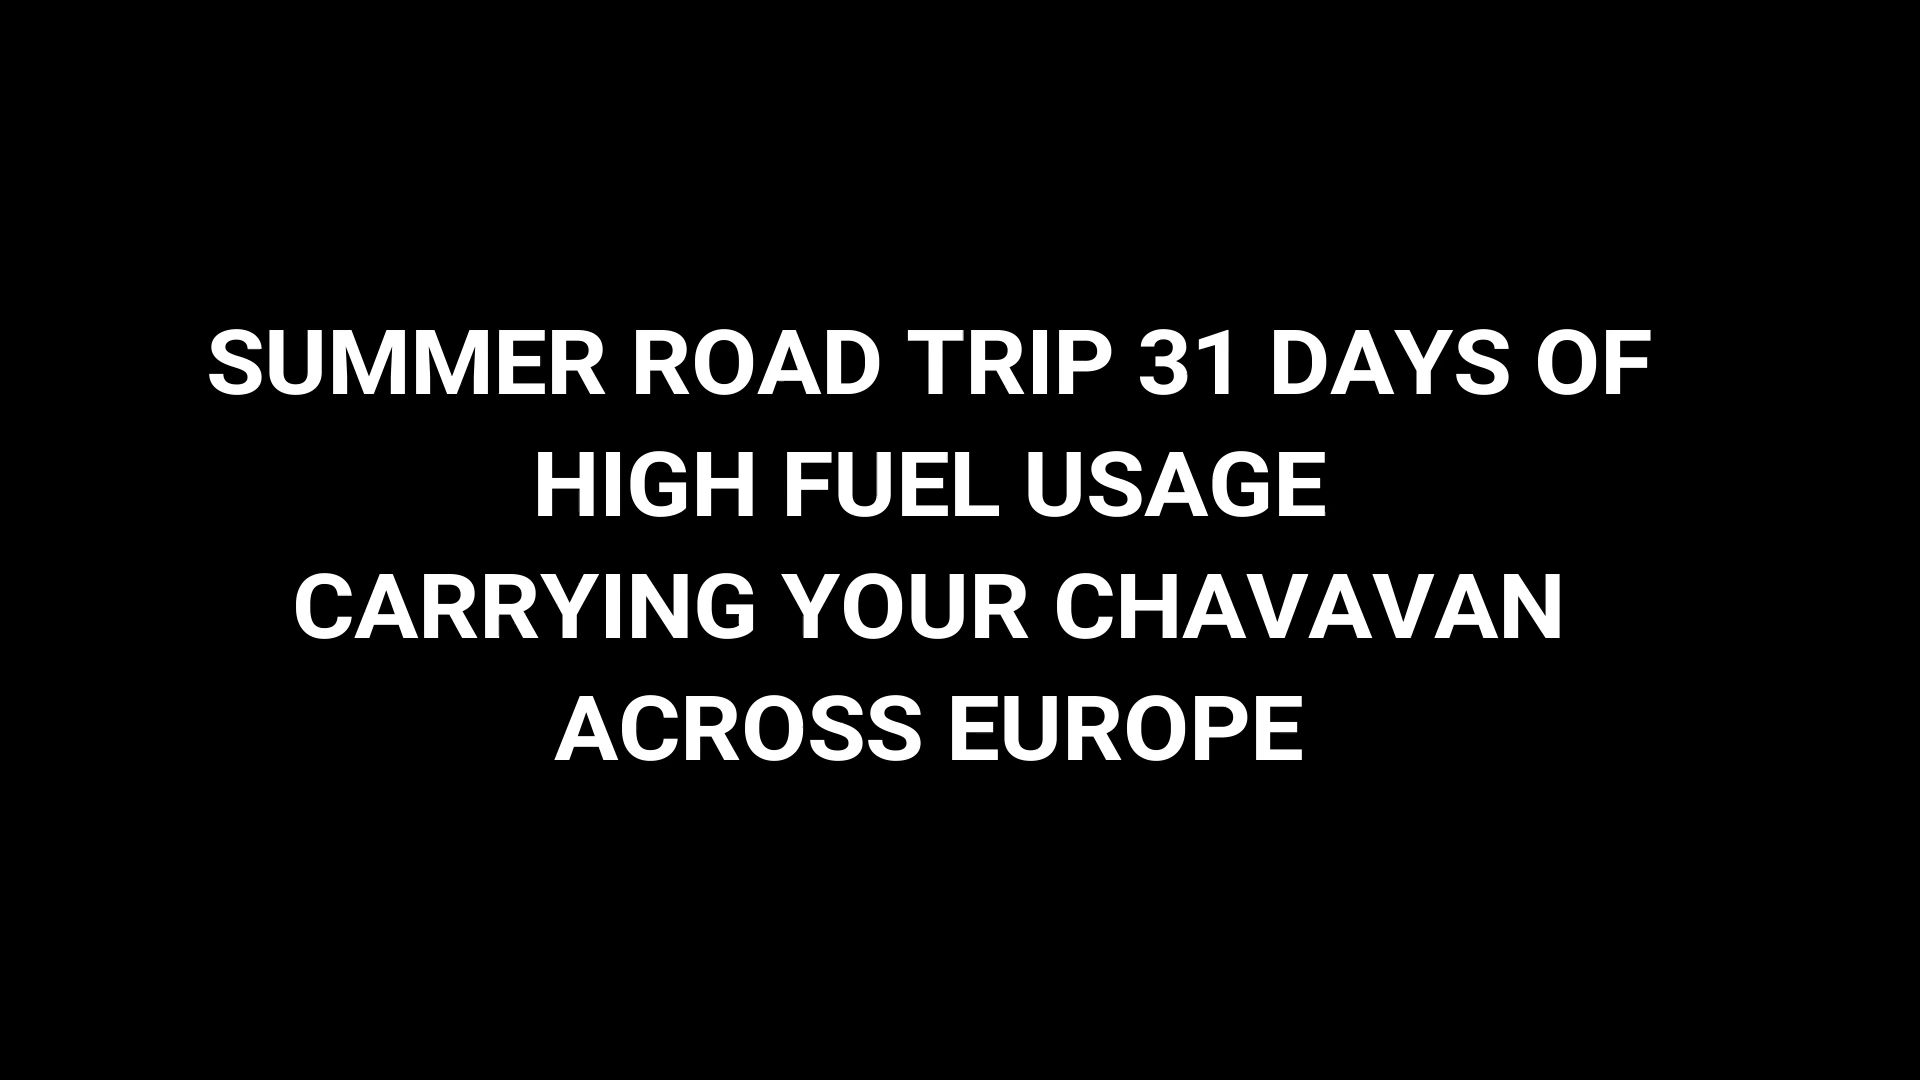 SUMMER ROAD TRIP 31 DAYS OF
HIGH FUEL USAGE
CARRYING YOUR CHAVAVAN
ACROSS EUROPE